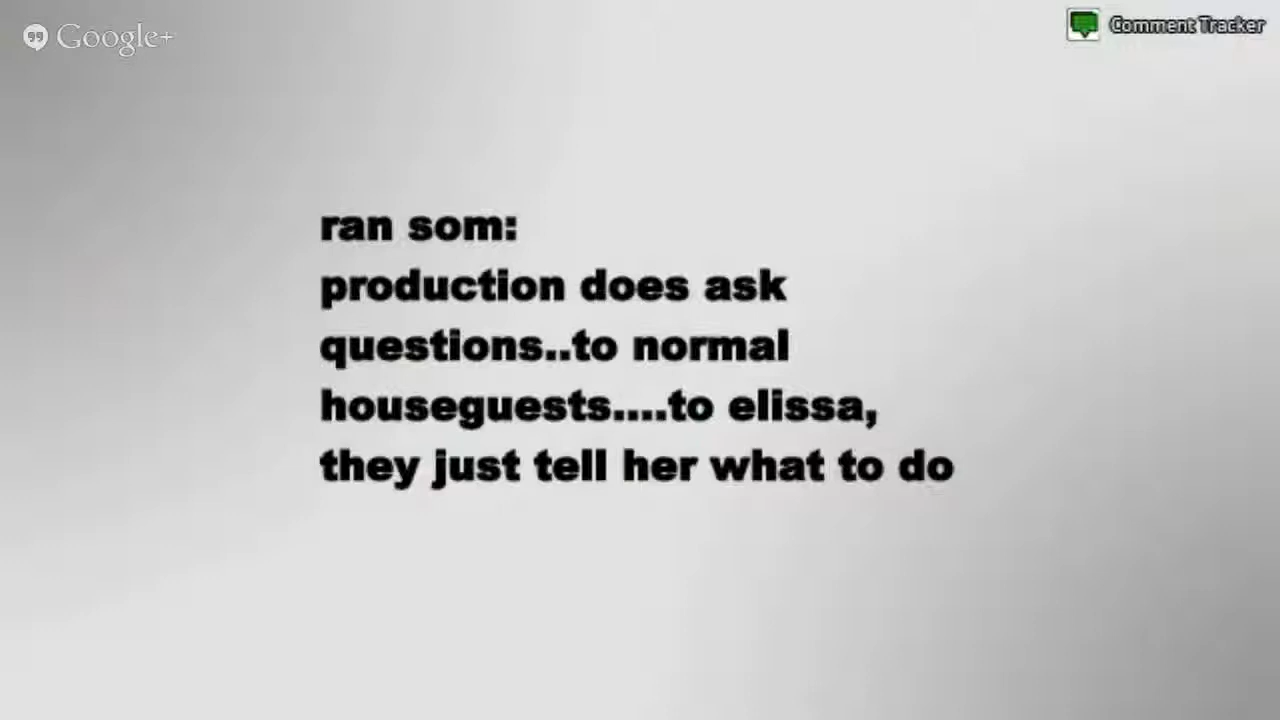 Google+
Comment Tracker
ran som:
production does ask
questions..to normal
houseguests....to elissa,
they just tell her what to do